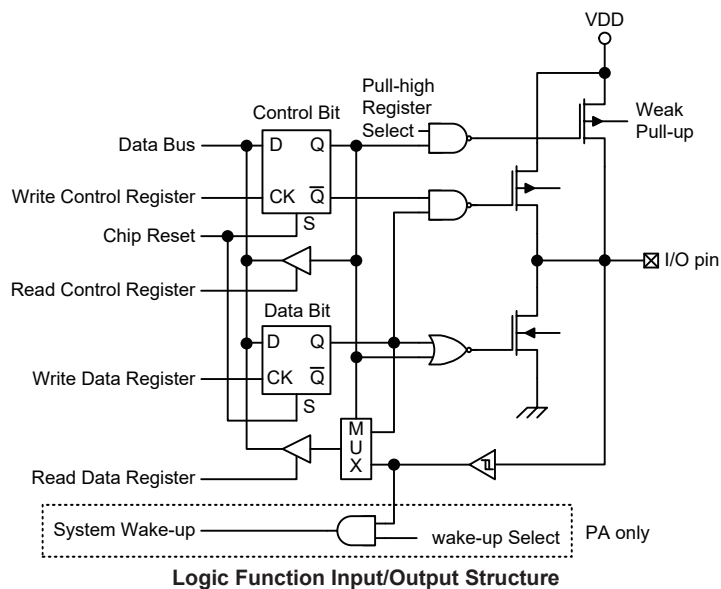 VDD
Pull-high
Register
Select
Control Bit
Weak
Pull-up
Data Bus
D
Q
Write Control Register
CK
Q̅
Chip Reset
S
I/O pin
Read Control Register
Data Bit
D
Q
Write Data Register
CK
Q̅
S
M
U
X
Read Data Register
System Wake-up
wake-up Select
PA only
Logic Function Input/Output Structure